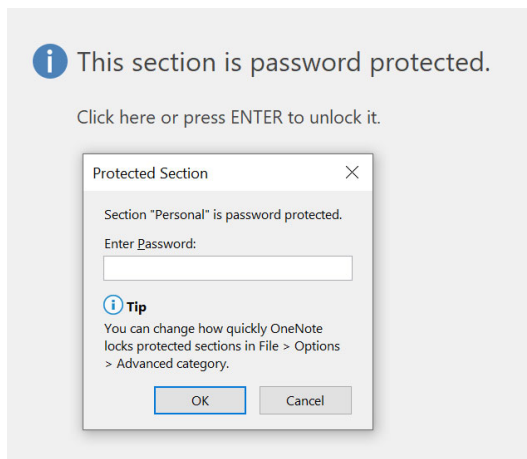 This section is password protected.
Click here or press ENTER to unlock it.
Protected Section
Section "Personal" is password protected.
Enter Password:
Tip
You can change how quickly OneNote
locks protected sections in File > Options
> Advanced category.
OK Cancel